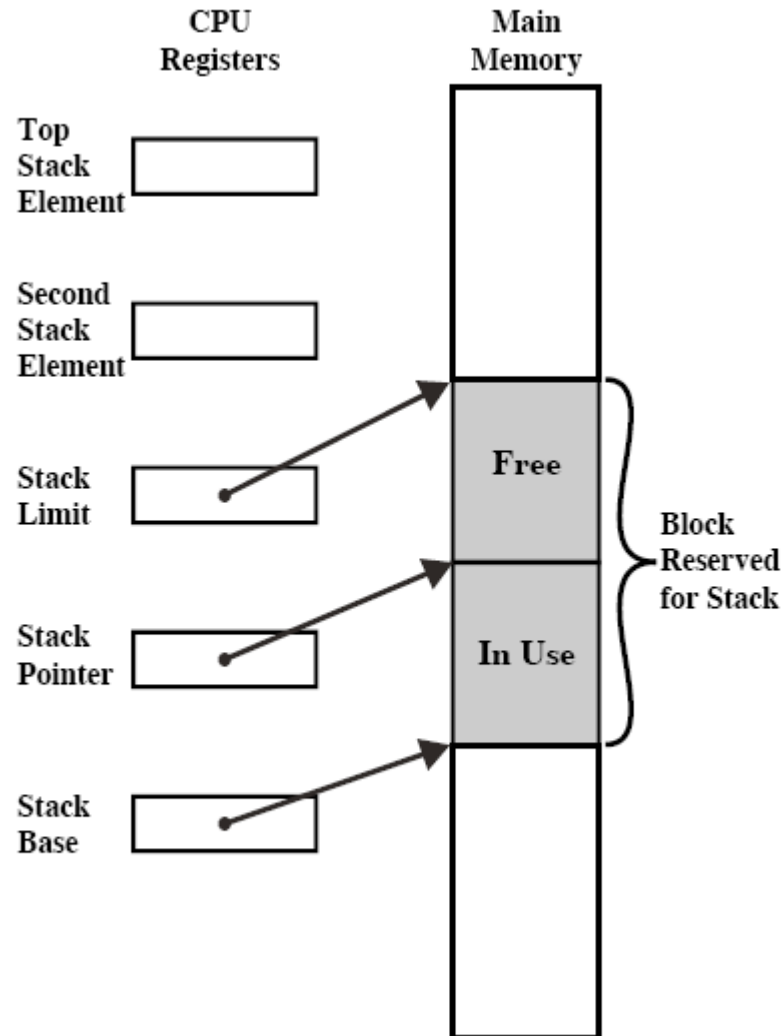 CPU
Registers
Main
Memory
Top
Stack
Element
Second
Stack
Element
Stack
Limit
Stack
Pointer
Stack
Base
Free
In Use
Block
Reserved
for Stack